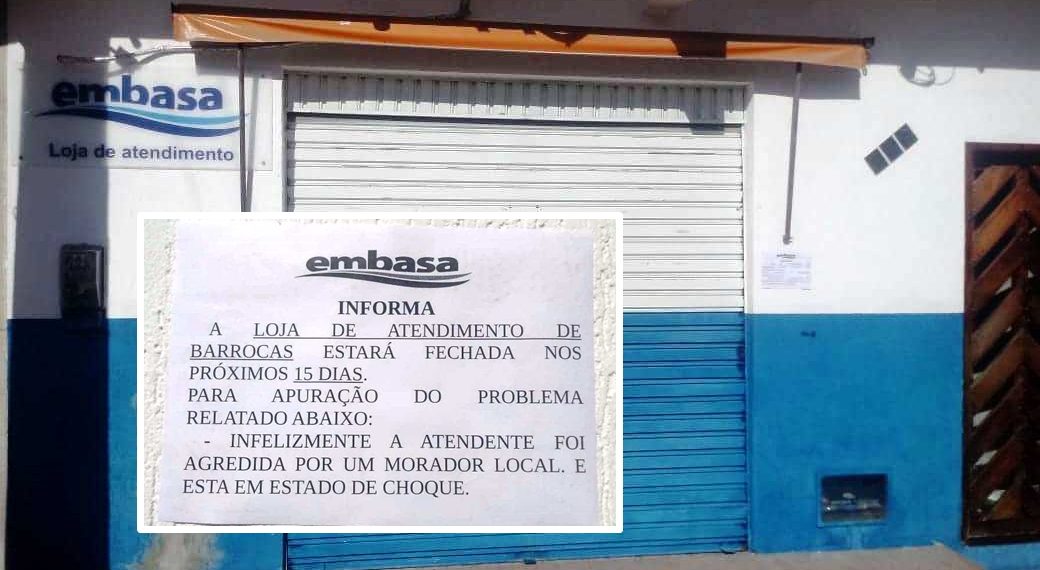 embasa
Loja de atendimento
embasa
INFORMA
A LOJA DE ATENDIMENTO DE
BARROCAS ESTARÁ FECHADA NOS
PRÓXIMOS 15 DIAS.
PARA APURAÇÃO DO PROBLEMA
RELATADO ABAIXO:
- INFELIZMENTE A ATENDENTE FOI
AGREDIDA POR UM MORADOR LOCAL. E
ESTA EM ESTADO DE CHOQUE.
embasa